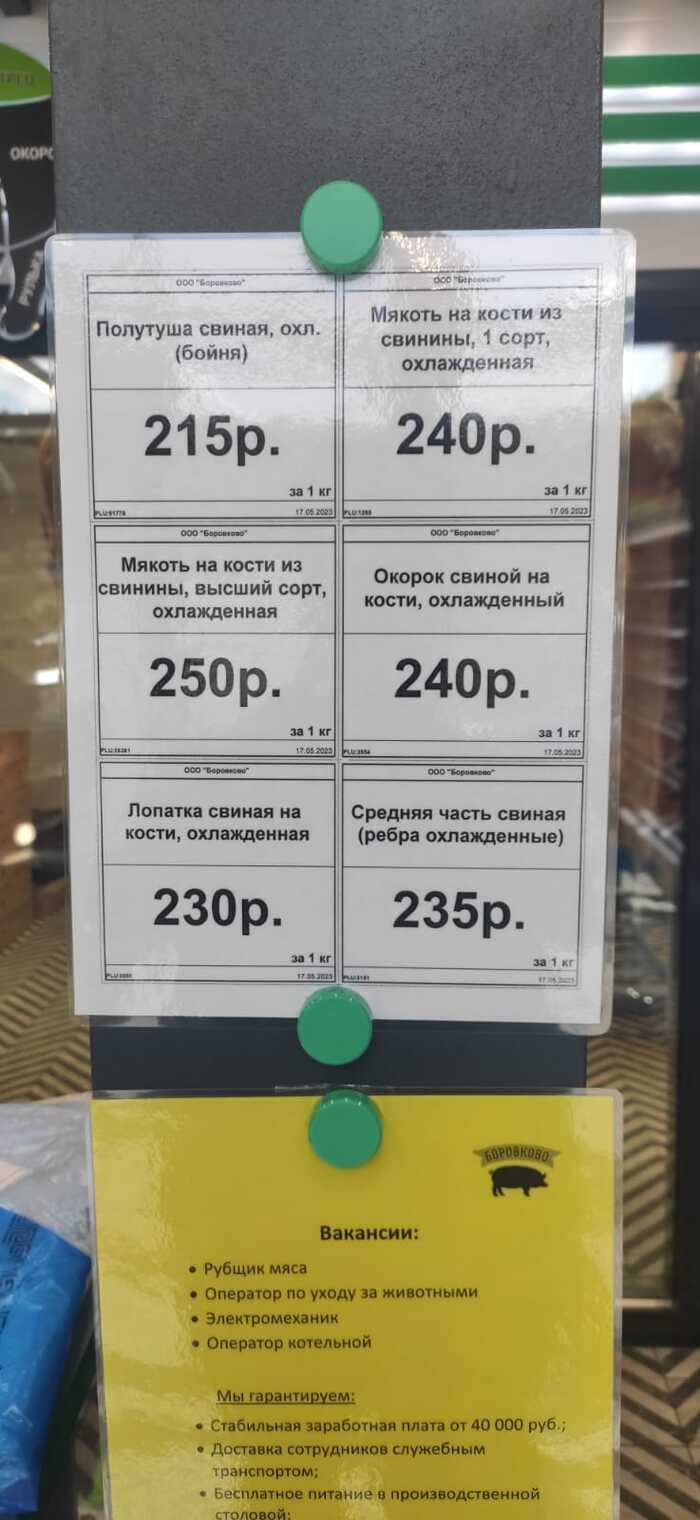 ОКОРО
РУЛЬКА
ООО "Боровково"
Полутуша свиная, охл.
(бойня)
215р.
за 1 кг
17.05.2023
ООО "Боровково"
Мякоть на кости из
свинины, 1 сорт,
охлажденная
240р.
за 1 кг
17.05.2023
ООО "Боровково"
Мякоть на кости из
свинины, высший сорт,
охлажденная
250р.
за 1 кг
17.05.2023
ООО "Боровково"
Окорок свиной на
кости, охлажденный
240р.
за 1 кг
17.05.2023
ООО "Боровково"
Лопатка свиная на
кости, охлажденная
230р.
за 1 кг
17.05.2023
ООО "Боровково"
Средняя часть свиная
(ребра охлажденные)
235р.
за 1 кг
17.05.2023
БОРОВКОВО
Вакансии:
• Рубщик мяса
• Оператор по уходу за животными
• Электромеханик
• Оператор котельной
Мы гарантируем:
• Стабильная заработная плата от 40 000 руб.;
• Доставка сотрудников служебным
транспортом;
• Бесплатное питание в производственной
столовой;